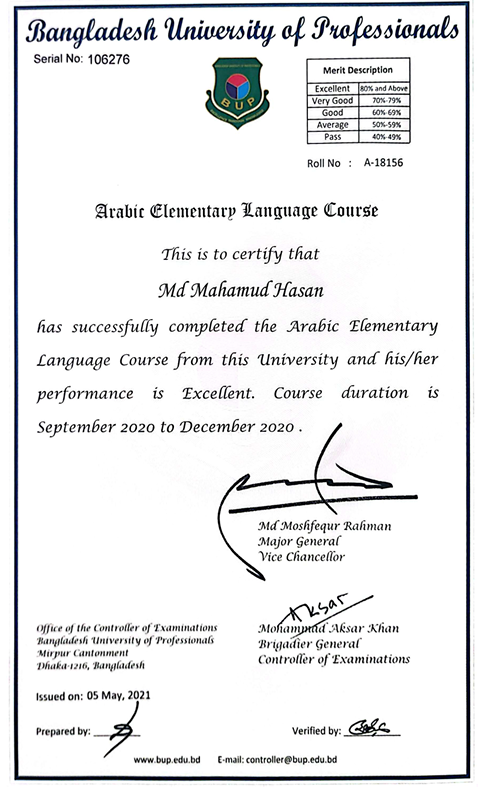 Bangladesh University of Professionals
Serial No: 106276
BUP
Merit Description
Excellent 80% and Above
Very Good 70%-79%
Good 60%-69%
Average 50%-59%
Pass 40%-49%
Roll No : A-18156
Arabic Elementary Language Course
This is to certify that
Md Mahamud Hasan
has successfully completed the Arabic Elementary
Language Course from this University and his/her
performance is Excellent. Course duration is
September 2020 to December 2020 .
Md Moshfequr Rahman
Major General
Vice Chancellor
Aksar
Office of the Controller of Examinations
Bangladesh University of Professionals
Mirpur Cantonment
Dhaka-1216, Bangladesh
Mohammad Aksar Khan
Brigadier General
Controller of Examinations
Issued on: 05 May, 2021
Prepared by:
Verified by:
www.bup.edu.bd E-mail: controller@bup.edu.bd